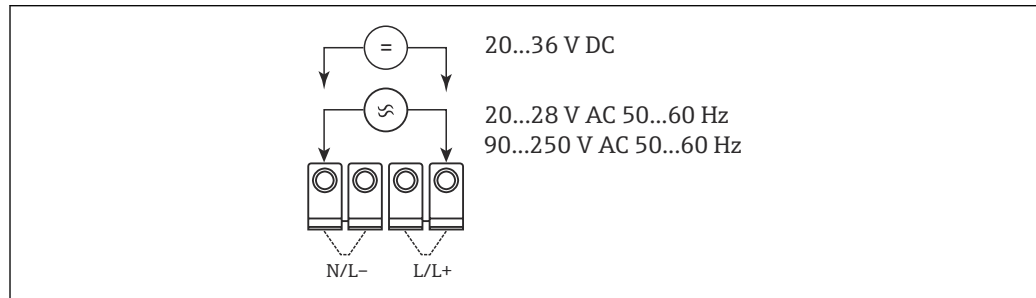 =
20...36 V DC
≈
20...28 V AC 50...60 Hz
90...250 V AC 50...60 Hz
N/L− L/L+